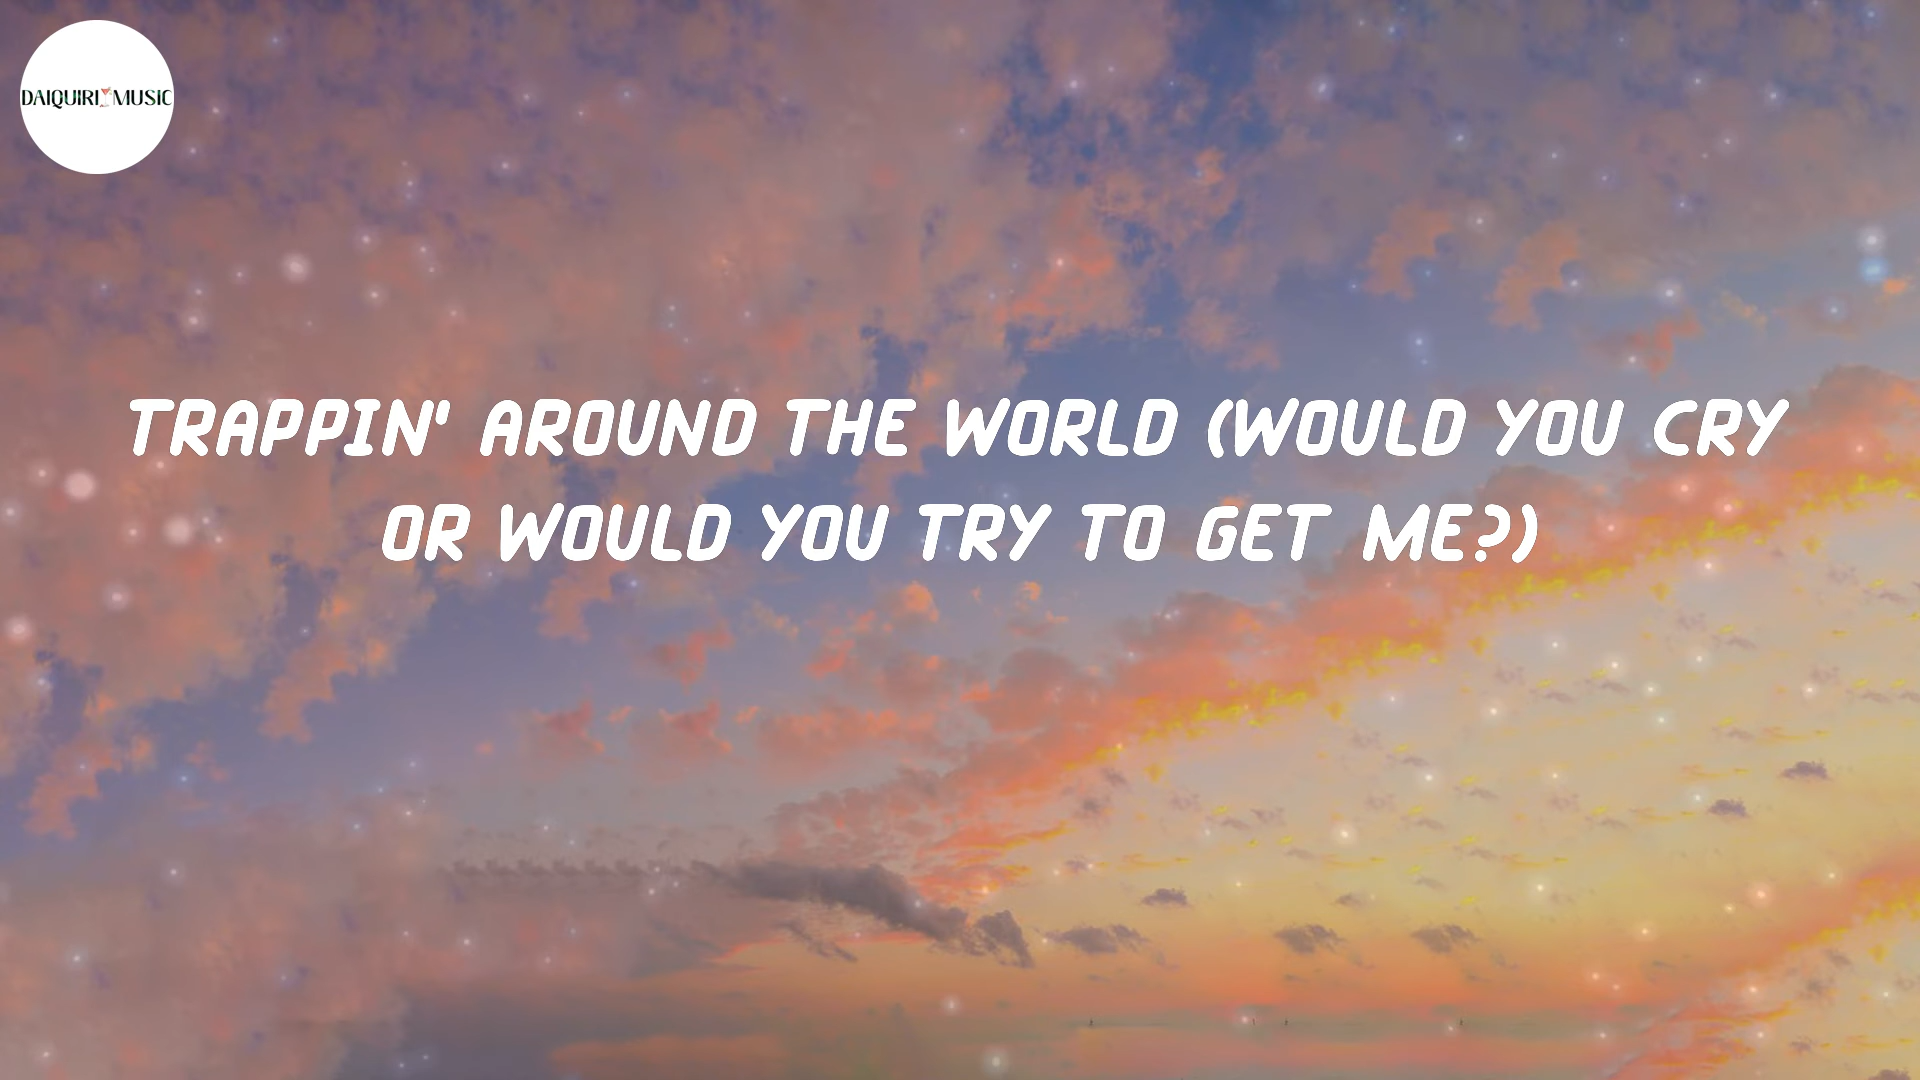 DAIQUIRI MUSIC
TRAPPIN' AROUND THE WORLD (WOULD YOU CRY
OR WOULD YOU TRY TO GET ME?)